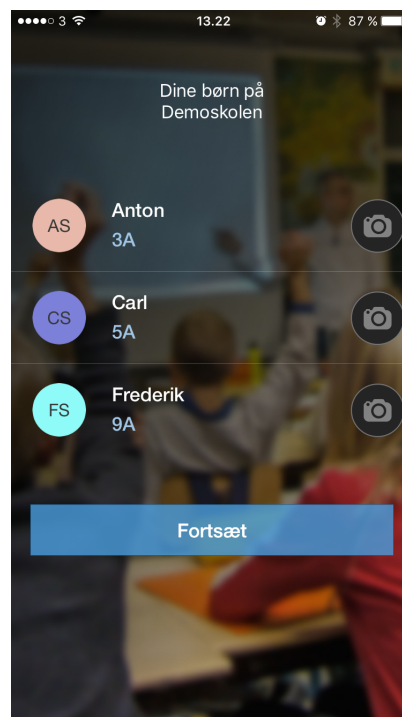 3 13.22 87 %
Dine børn på
Demoskolen
AS Anton
3A
CS Carl
5A
FS Frederik
9A
Fortsæt